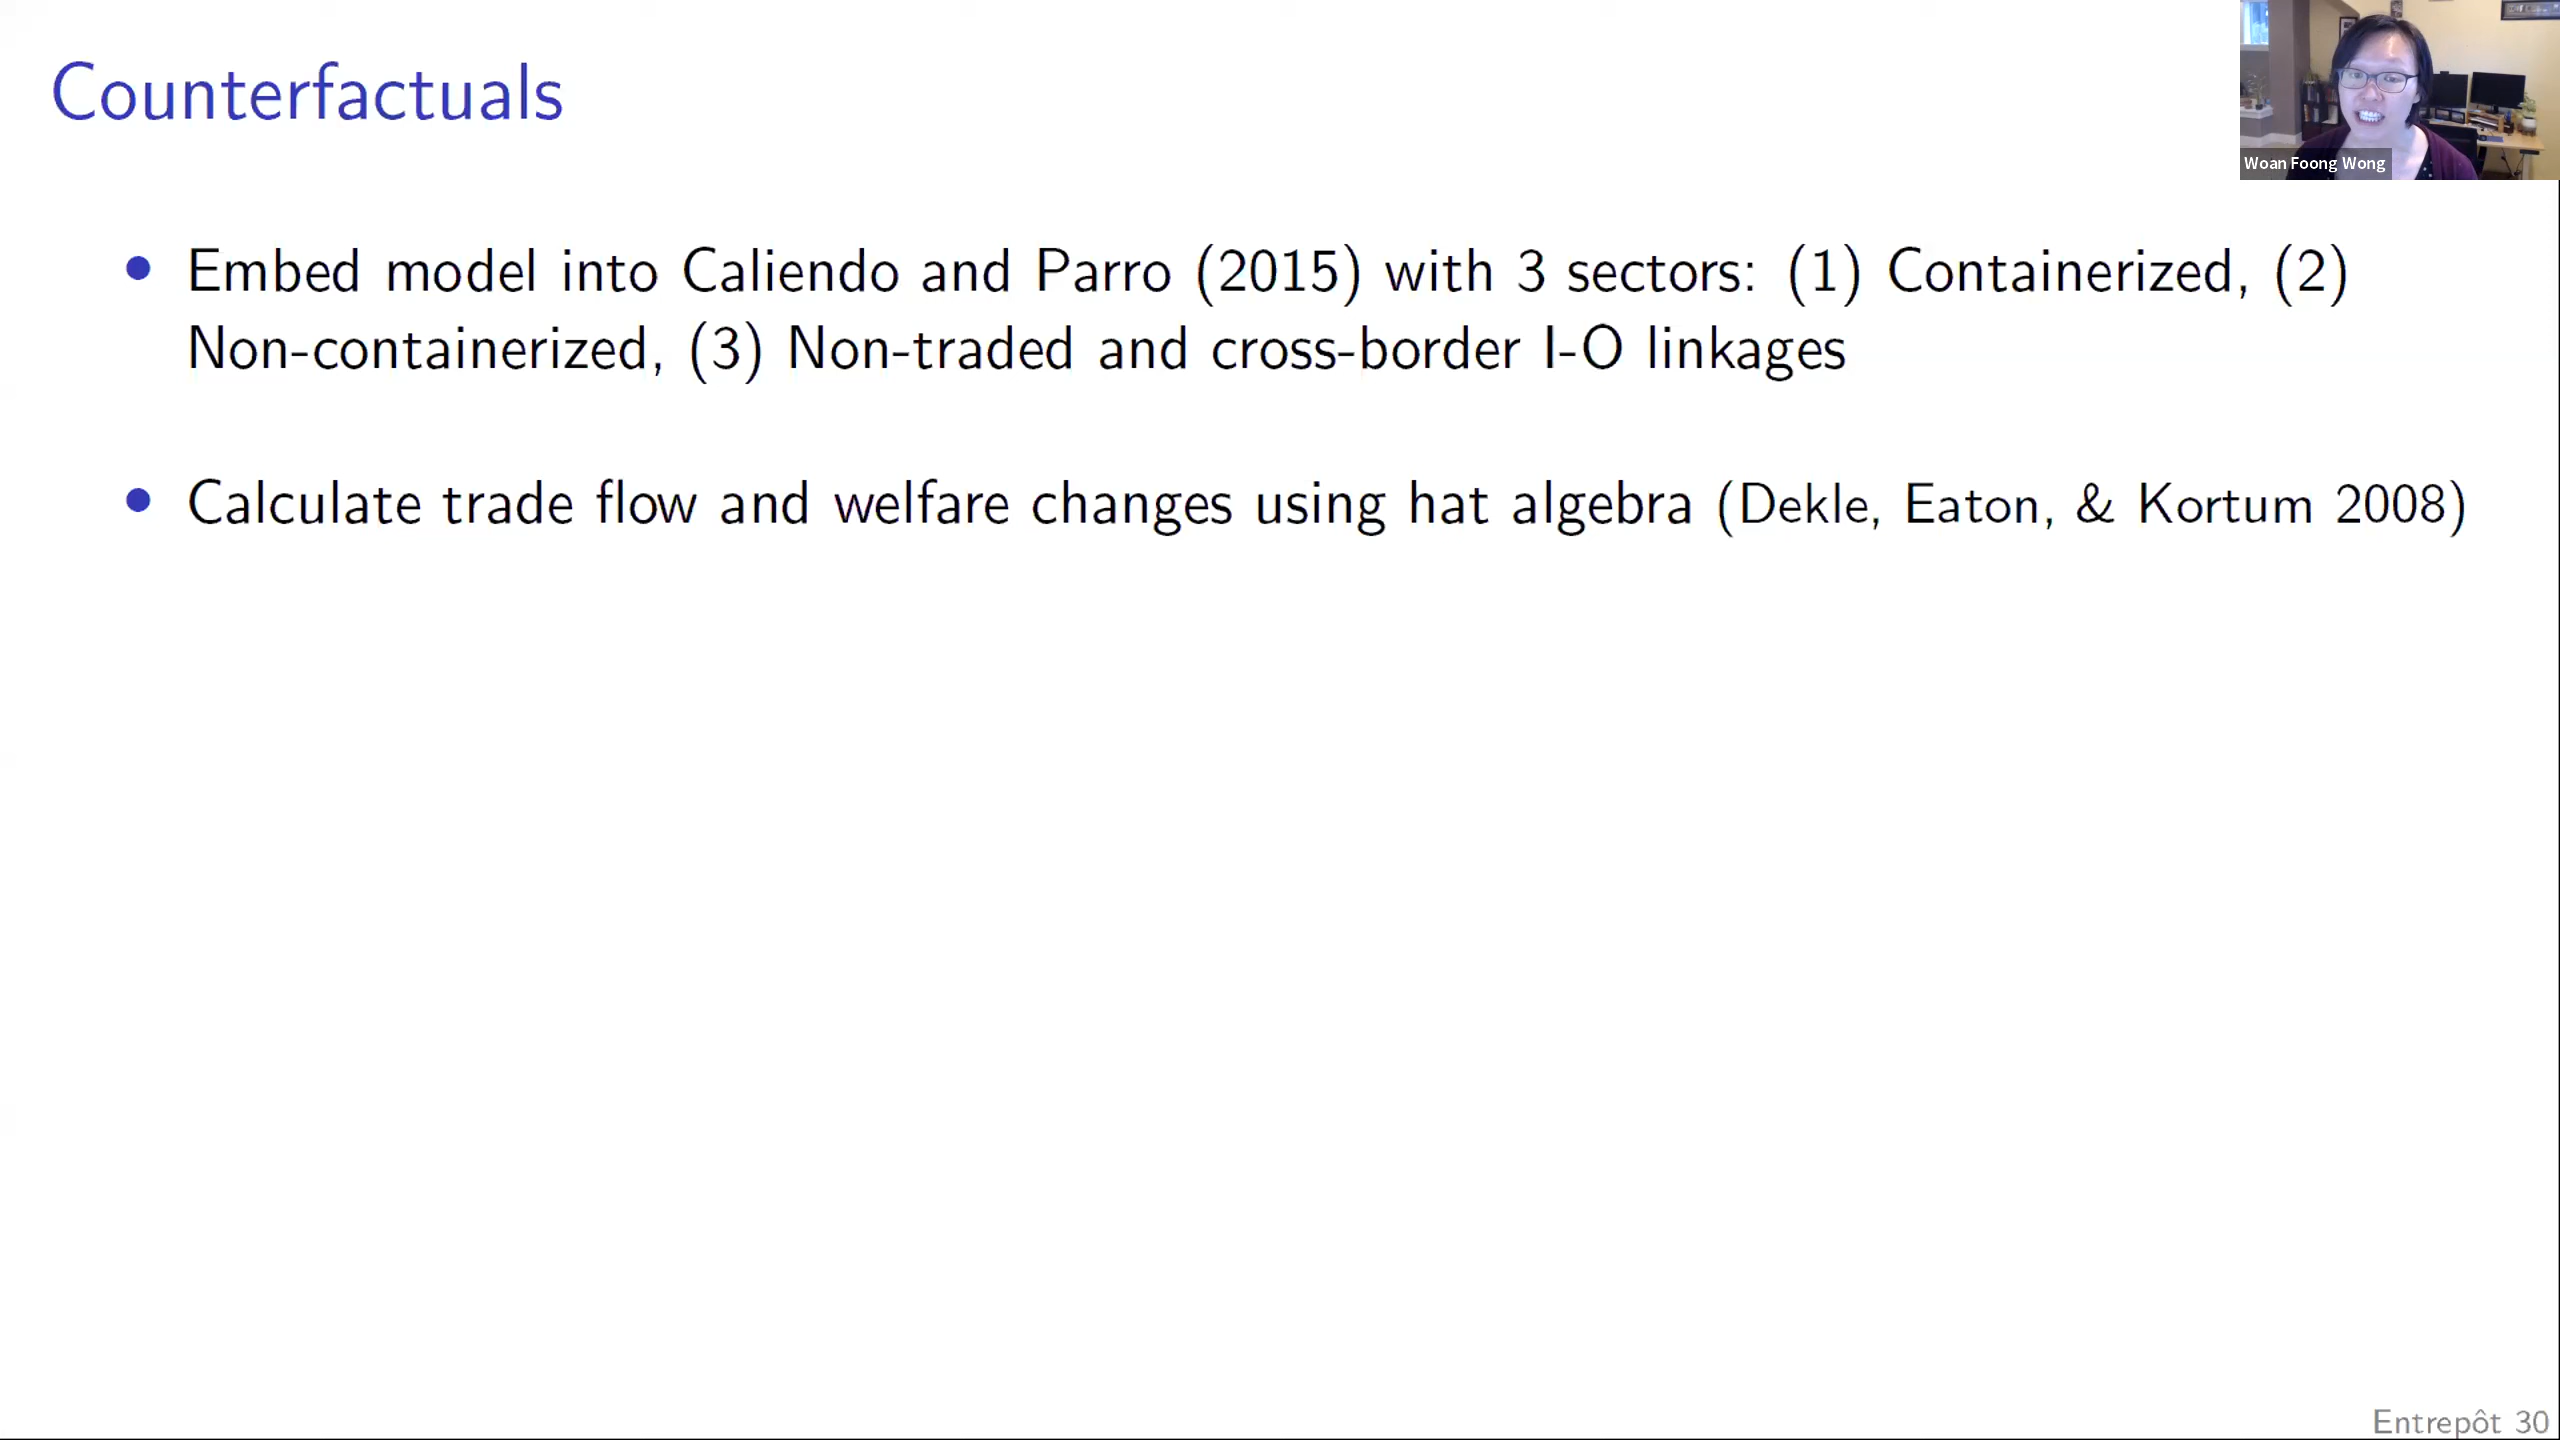 Counterfactuals
Woan Foong Wong
• Embed model into Caliendo and Parro (2015) with 3 sectors: (1) Containerized, (2)
Non-containerized, (3) Non-traded and cross-border I-O linkages
• Calculate trade flow and welfare changes using hat algebra (Dekle, Eaton, & Kortum 2008)
Entrepôt 30